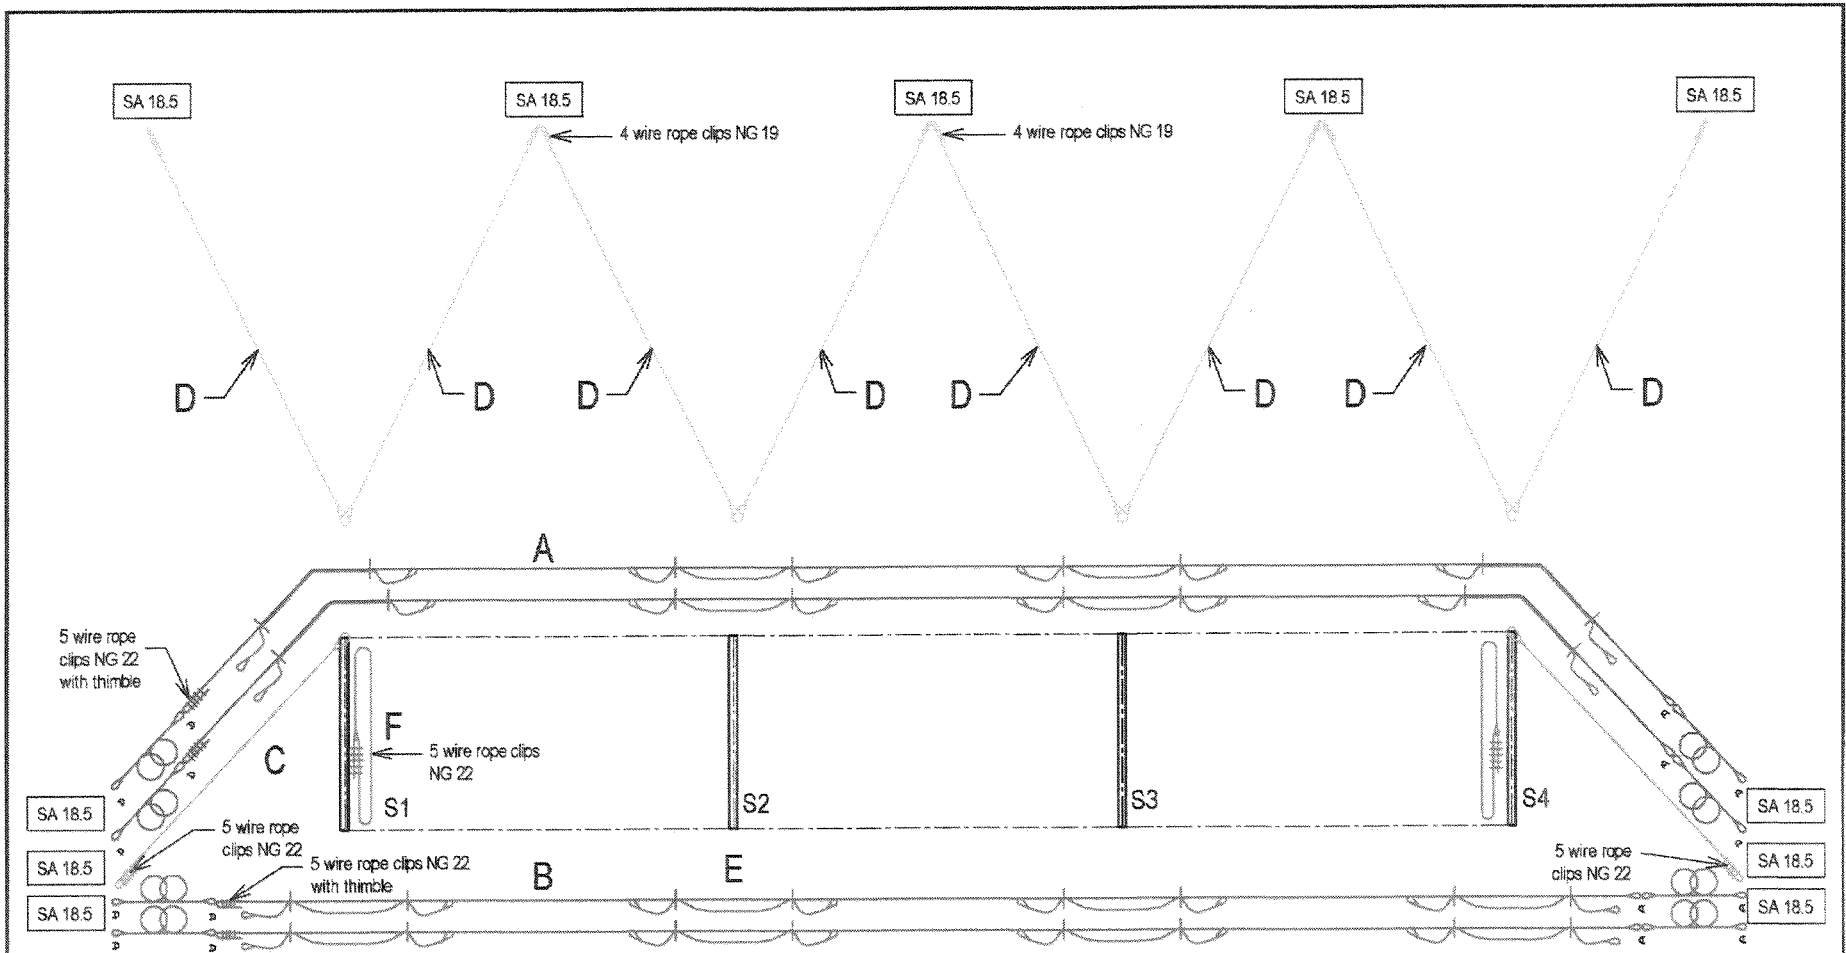 SA 18.5
SA 18.5
SA 18.5
SA 18.5
SA 18.5
4 wire rope clips NG 19
4 wire rope clips NG 19
D
D
D
D
D
D
D
D
A
5 wire rope
clips NG 22
with thimble
F
5 wire rope clips
NG 22
C
S1
S2
S3
S4
SA 18.5
SA 18.5
5 wire rope
clips NG 22
SA 18.5
5 wire rope clips NG 22
with thimble
B
E
5 wire rope
clips NG 22
SA 18.5
SA 18.5
SA 18.5